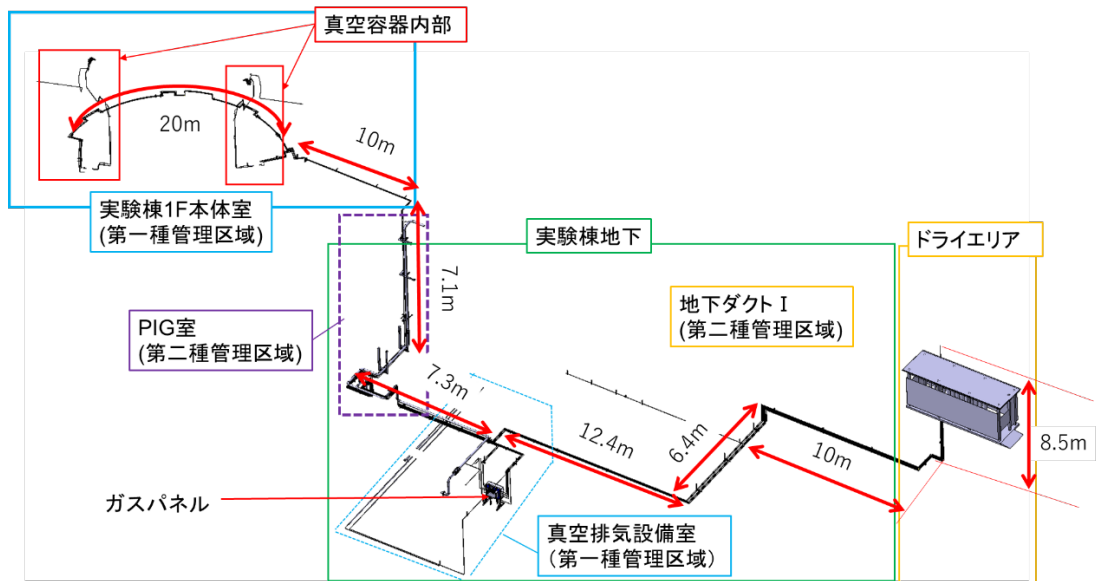 真空容器内部
20m
10m
実験棟1F本体室
(第一種管理区域)
実験棟地下
ドライエリア
7.1m
地下ダクトⅠ
(第二種管理区域)
PIG室
(第二種管理区域)
7.3m
12.4m
6.4m
10m
8.5m
ガスパネル
真空排気設備室
(第一種管理区域)